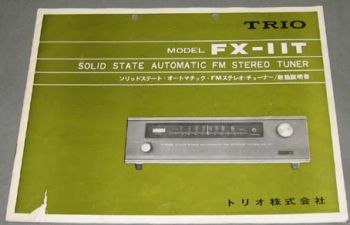 TRIO
MODEL FX-11T
SOLID STATE AUTOMATIC FM STEREO TUNER
ソリッドステート・オートマチック・FMステレオ・チューナー/取扱説明書
トリオ株式会社